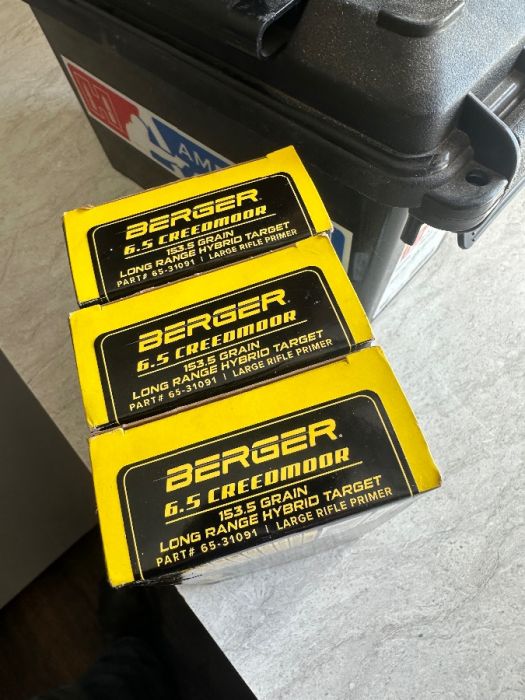 H
AM
BERGER®
6.5 CREEDMOOR
153.5 GRAIN
LONG RANGE HYBRID TARGET
PART# 65-31091 | LARGE RIFLE PRIMER
BERGER®
6.5 CREEDMOOR
153.5 GRAIN
LONG RANGE HYBRID TARGET
PART# 65-31091 | LARGE RIFLE PRIMER
BERGER®
6.5 CREEDMOOR
153.5 GRAIN
LONG RANGE HYBRID TARGET
PART# 65-31091 | LARGE RIFLE PRIMER